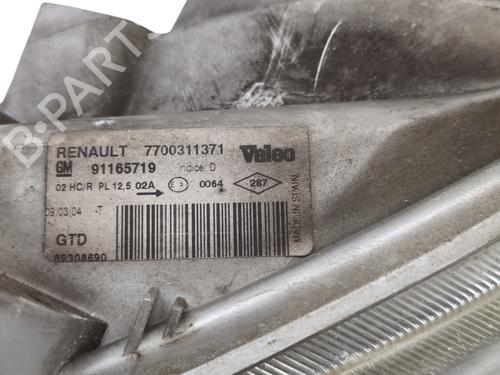 B-PARTS
RENAULT 7700311371 Valeo
GM 91165719 indice: D
02 HC/R PL 12,5 02A 0064 287
09/03/04 -T
GTD
89308690
MADE IN SPAIN